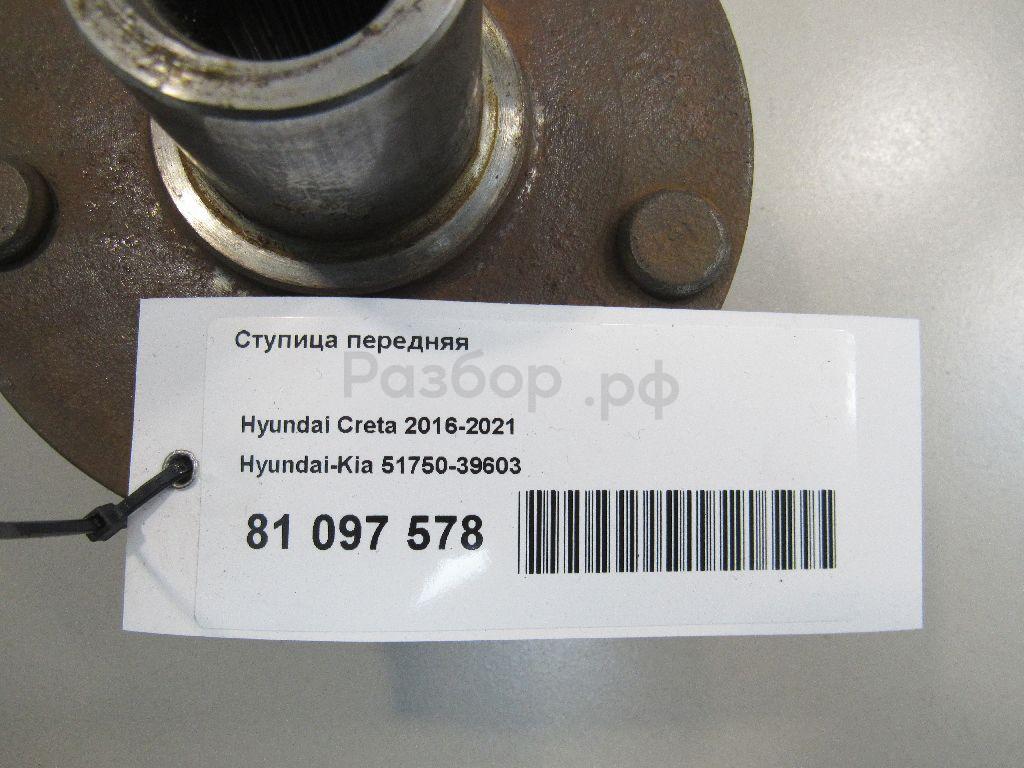 Ступица передняя
Разбор.рф
Hyundai Creta 2016-2021
Hyundai-Kia 51750-39603
81 097 578